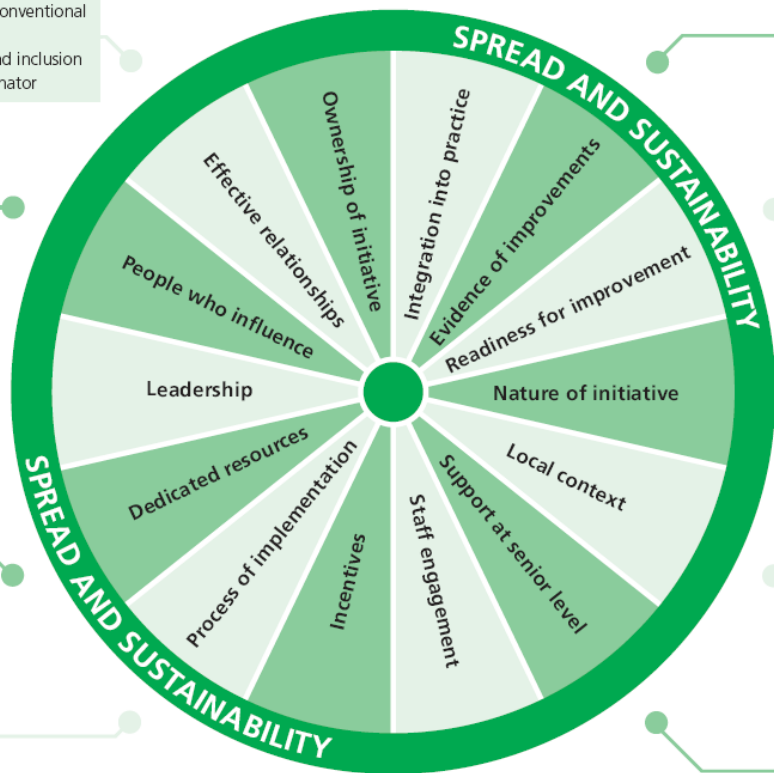 onventional
nd inclusion
nator
SPREAD AND SUSTAINABILITY
Integration into practice
Evidence of improvements
Readiness for improvement
Nature of initiative
Local context
Support at senior level
Staff engagement
Incentives
Process of implementation
Dedicated resources
Leadership
People who influence
Effective relationships
Ownership of initiative
SPREAD AND SUSTAINABILITY